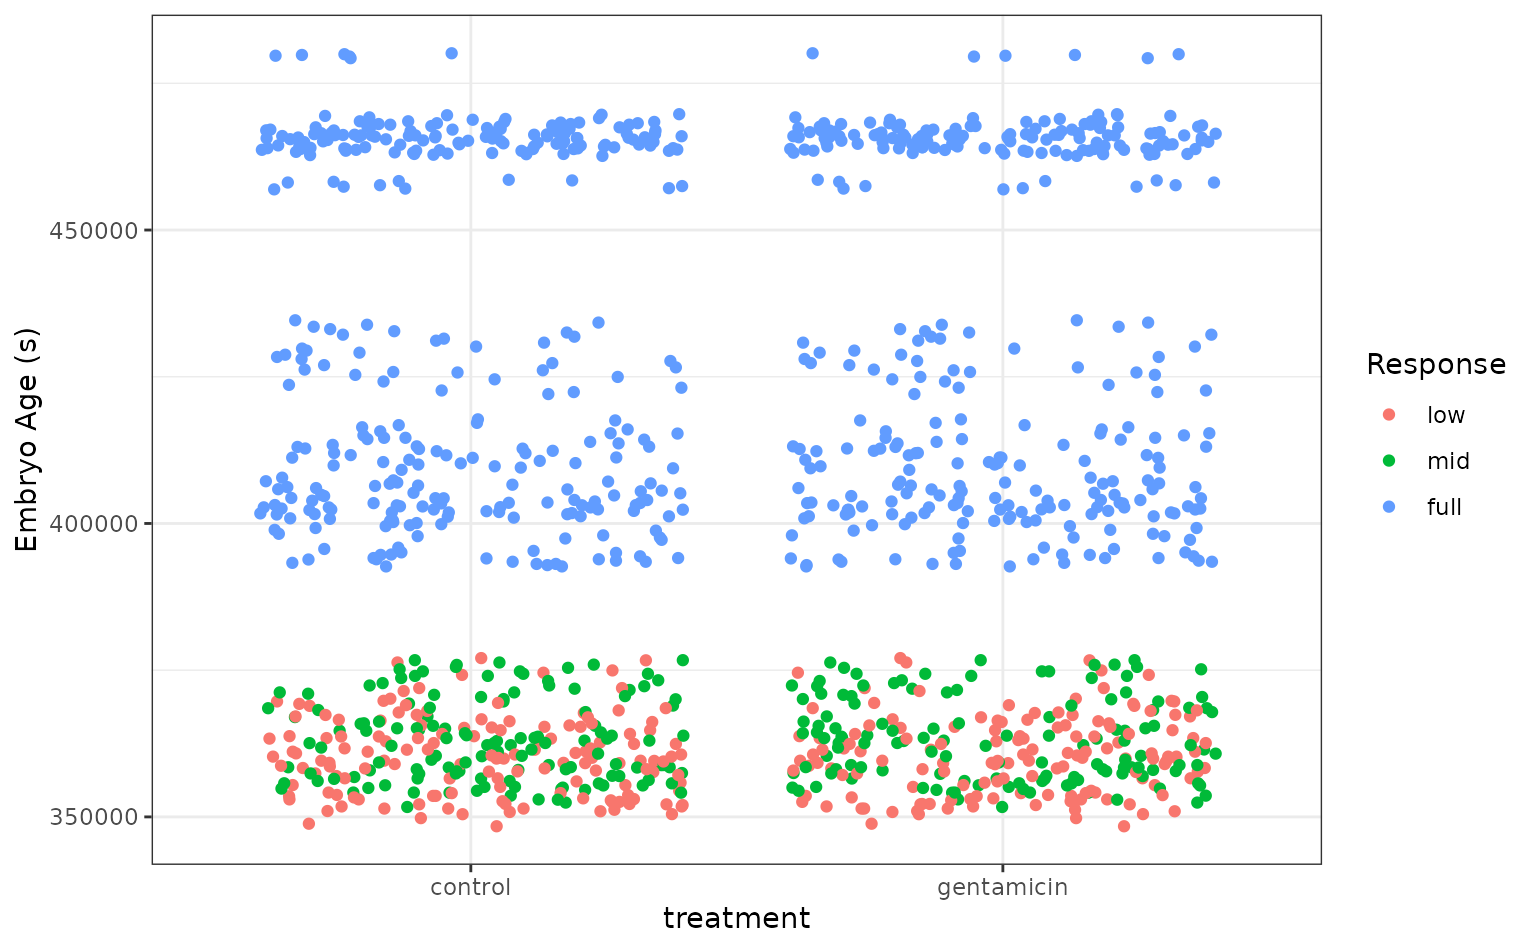 Embryo Age (s)
450000
400000
350000
control
gentamicin
treatment
Response
low
mid
full